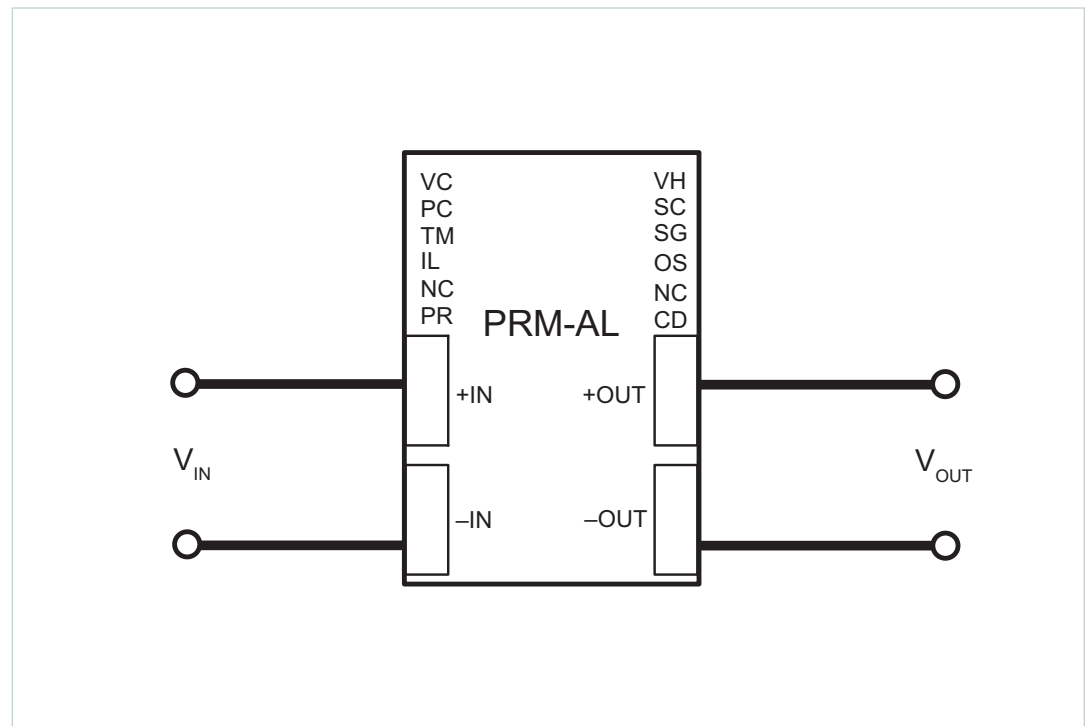 VC
PC
TM
IL
NC
PR
VH
SC
SG
OS
NC
CD
PRM-AL
+IN
+OUT
–IN
–OUT
V_IN
V_OUT